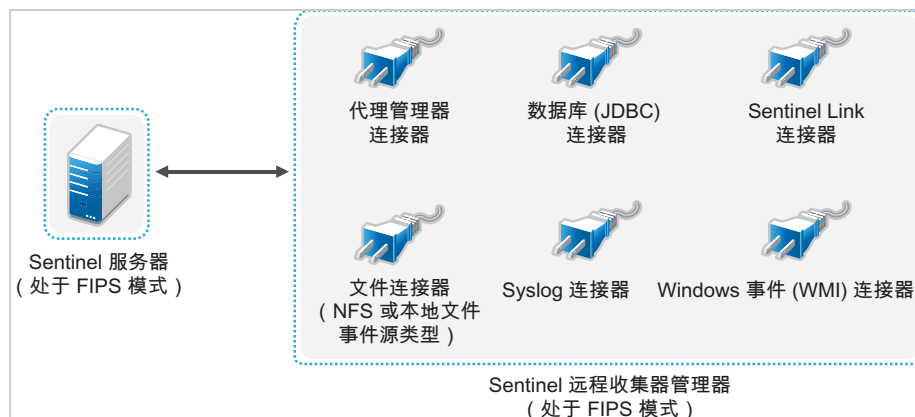 代理管理器
连接器
数据库 (JDBC)
连接器
Sentinel Link
连接器
Sentinel 服务器
（处于 FIPS 模式）
文件连接器
（NFS 或本地文件
事件源类型）
Syslog 连接器
Windows 事件 (WMI) 连接器
Sentinel 远程收集器管理器
（处于 FIPS 模式）